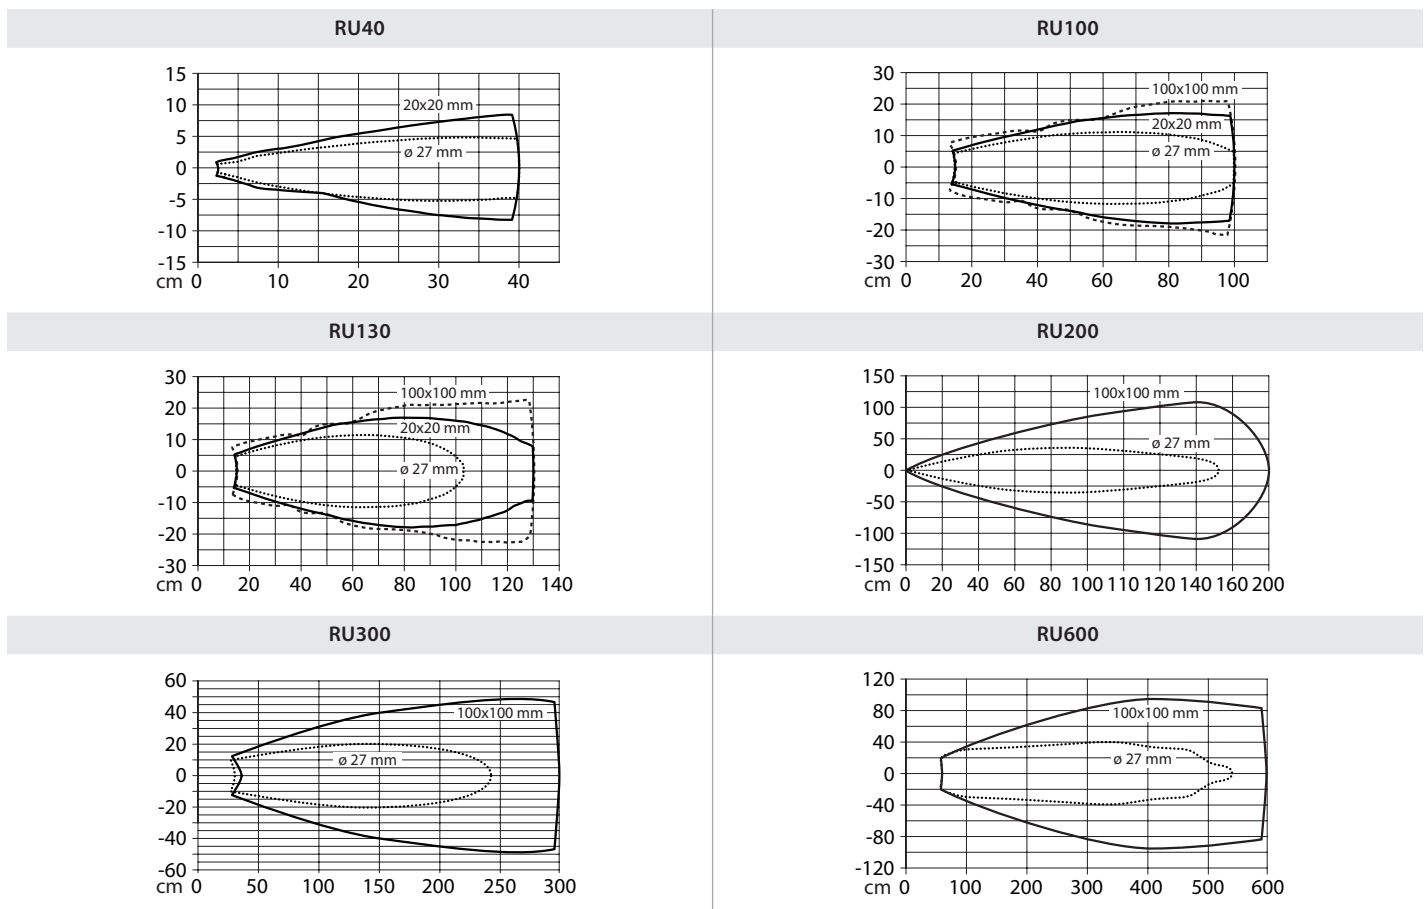 RU40
15
10
5
0
-5
-10
-15
20x20 mm
ø 27 mm
cm 0 10 20 30 40
RU100
30
20
10
0
-10
-20
-30
100x100 mm
20x20 mm
ø 27 mm
cm 0 20 40 60 80 100
RU130
30
20
10
0
-10
-20
-30
100x100 mm
20x20 mm
ø 27 mm
cm 0 20 40 60 80 100 120 140
RU200
150
100
50
0
-50
-100
-150
100x100 mm
ø 27 mm
cm 0 20 40 60 80 100 110 120 140 160 200
RU300
60
40
20
0
-20
-40
-60
100x100 mm
ø 27 mm
cm 0 50 100 150 200 250 300
RU600
120
80
40
0
-40
-80
-120
100x100 mm
ø 27 mm
cm 0 100 200 300 400 500 600